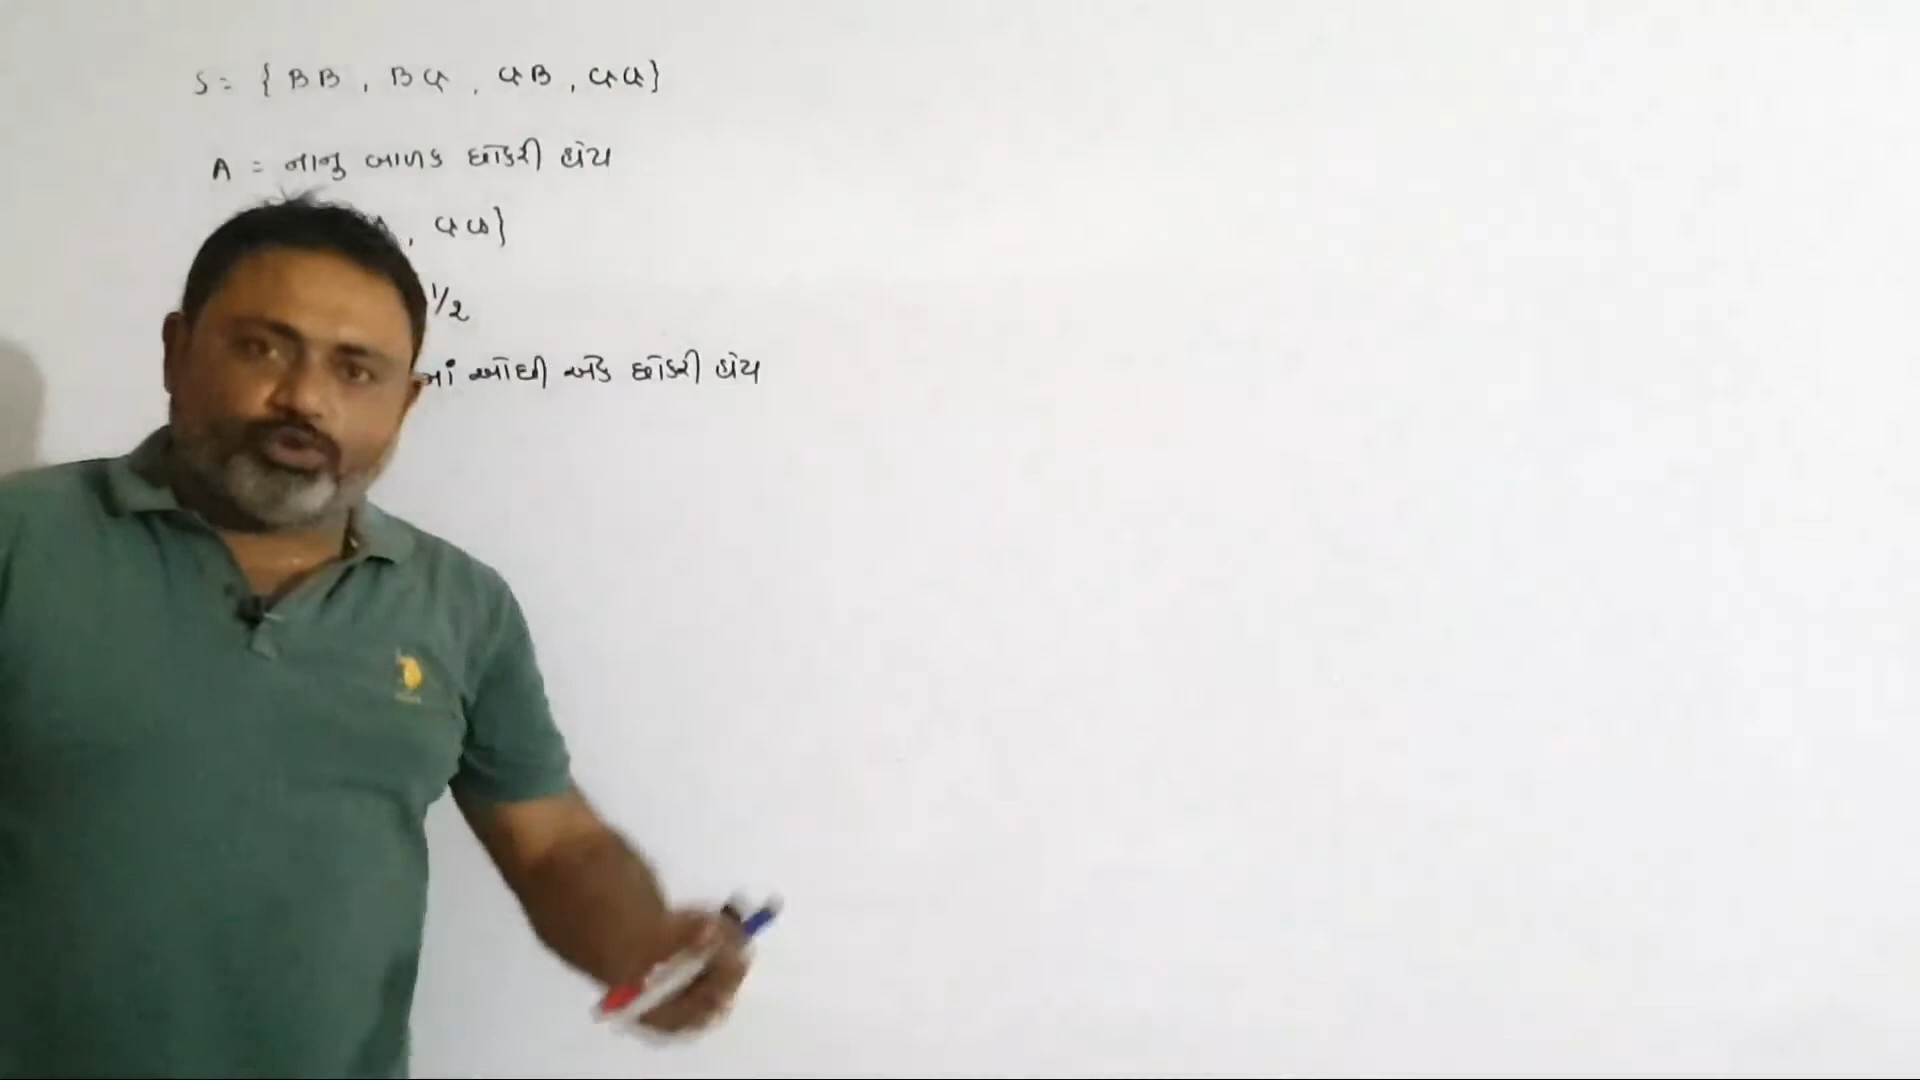 S = { BB , BG , GB , GG }
A = નાનુ બાળક છોકરી હોય
, GG }
1/2
માં ઓછી એક છોકરી હોય